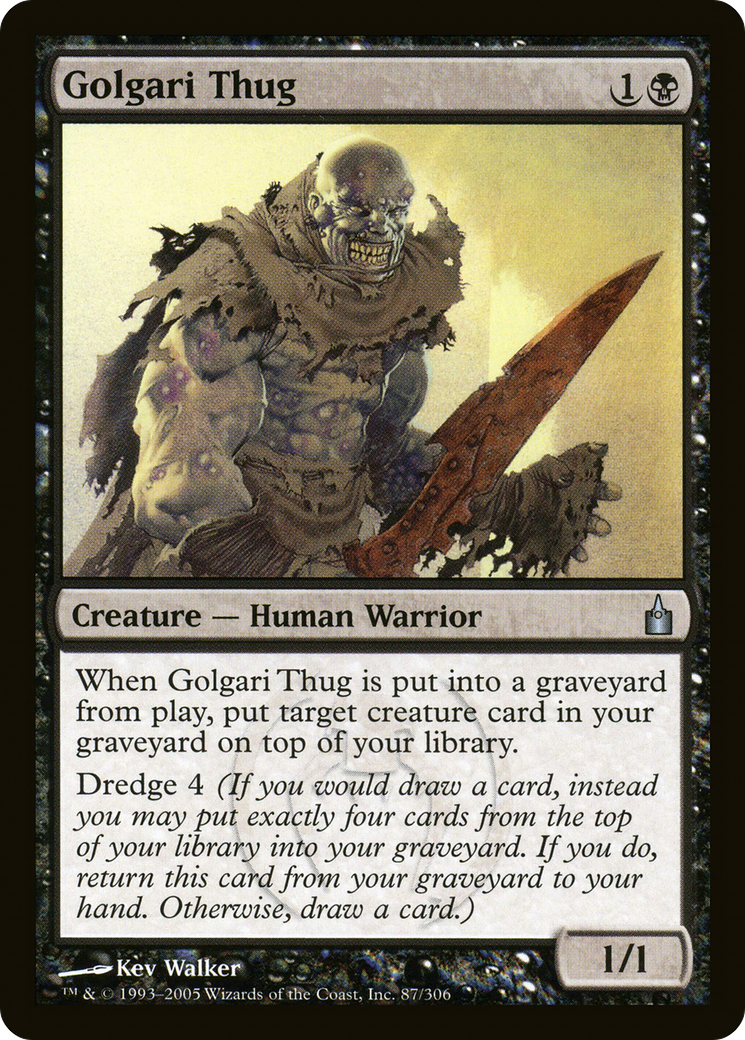 Golgari Thug 1
Creature — Human Warrior
When Golgari Thug is put into a graveyard
from play, put target creature card in your
graveyard on top of your library.
Dredge 4 (If you would draw a card, instead
you may put exactly four cards from the top
of your library into your graveyard. If you do,
return this card from your graveyard to your
hand. Otherwise, draw a card.)
1/1
Kev Walker
™ & © 1993–2005 Wizards of the Coast, Inc. 87/306